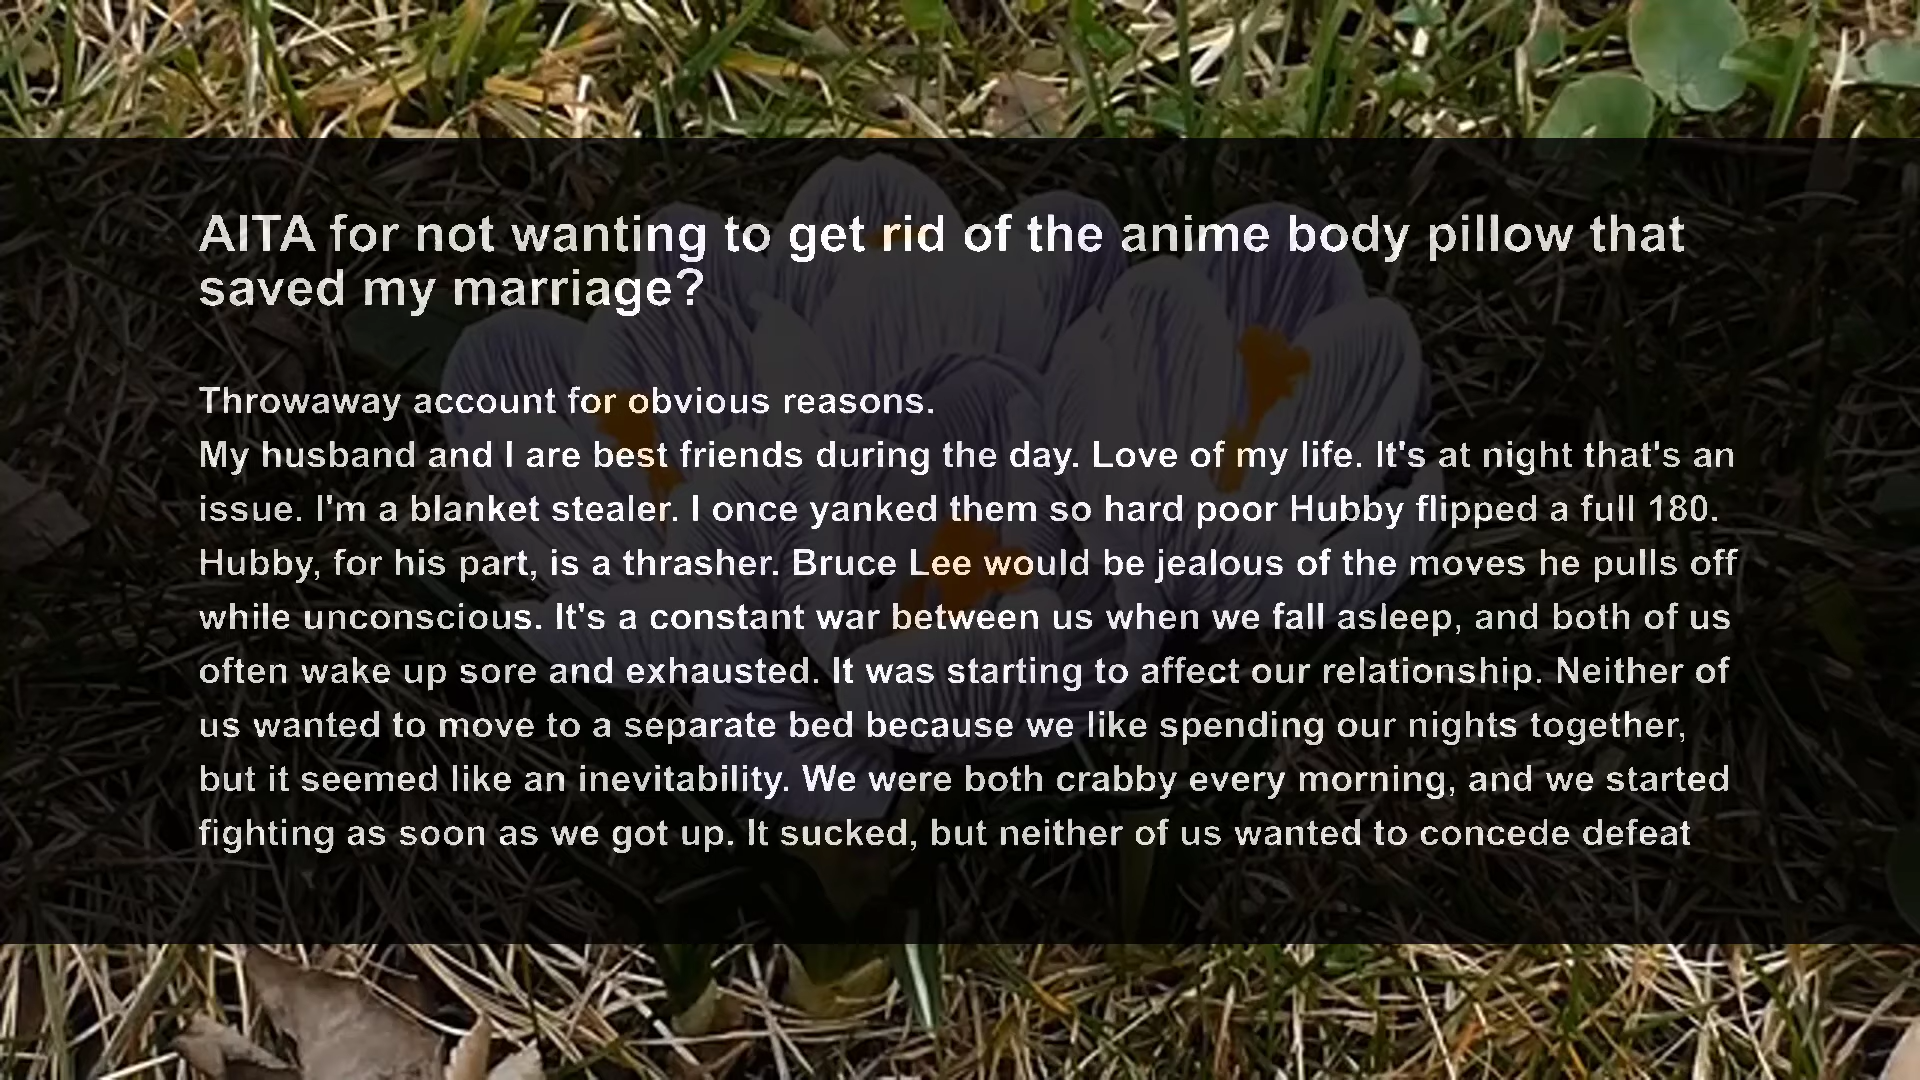 AITA for not wanting to get rid of the anime body pillow that
saved my marriage?
Throwaway account for obvious reasons.
My husband and I are best friends during the day. Love of my life. It's at night that's an
issue. I'm a blanket stealer. I once yanked them so hard poor Hubby flipped a full 180.
Hubby, for his part, is a thrasher. Bruce Lee would be jealous of the moves he pulls off
while unconscious. It's a constant war between us when we fall asleep, and both of us
often wake up sore and exhausted. It was starting to affect our relationship. Neither of
us wanted to move to a separate bed because we like spending our nights together,
but it seemed like an inevitability. We were both crabby every morning, and we started
fighting as soon as we got up. It sucked, but neither of us wanted to concede defeat